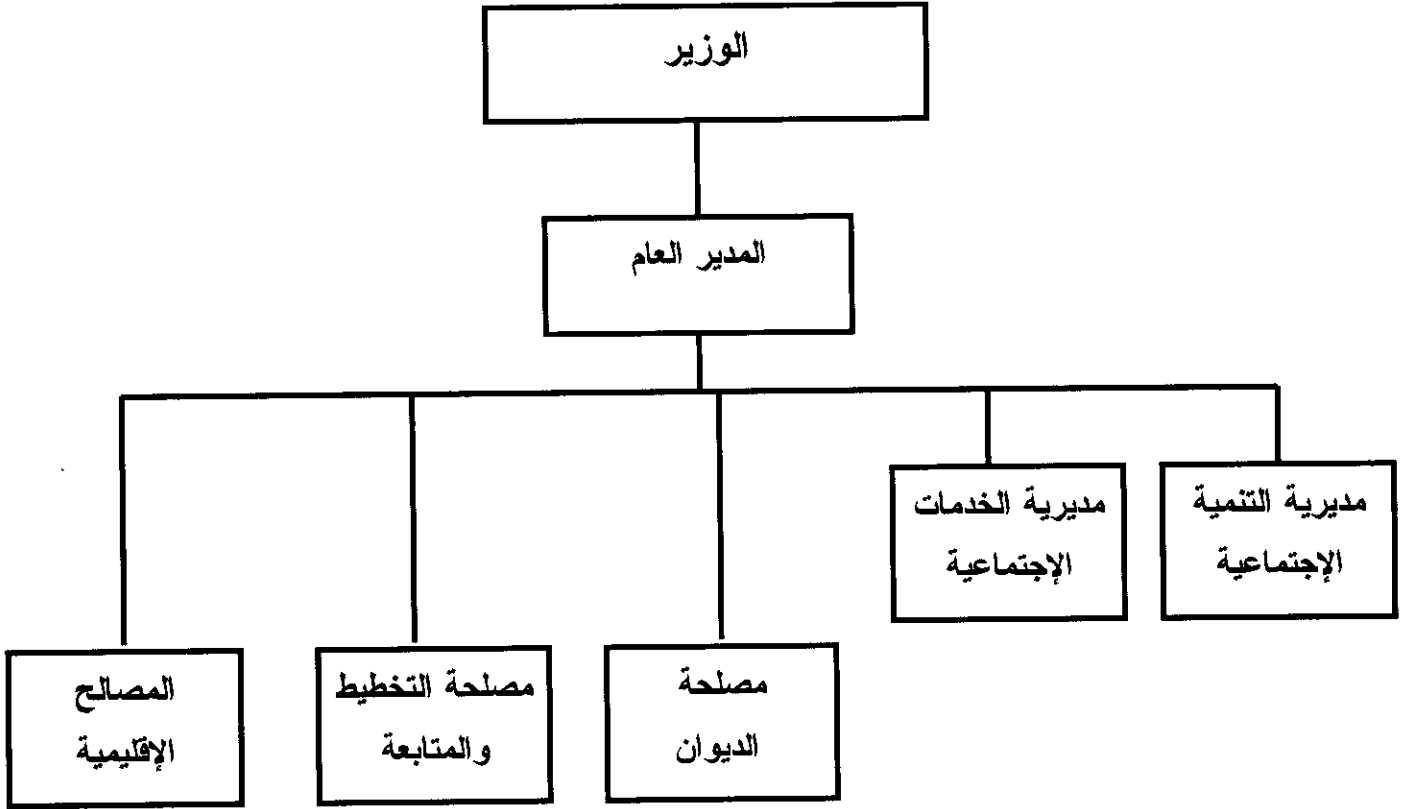 الوزير
المدير العام
مديرية التنمية
الإجتماعية
مديرية الخدمات
الإجتماعية
مصلحة
الديوان
مصلحة التخطيط
والمتابعة
المصالح
الإقليمية